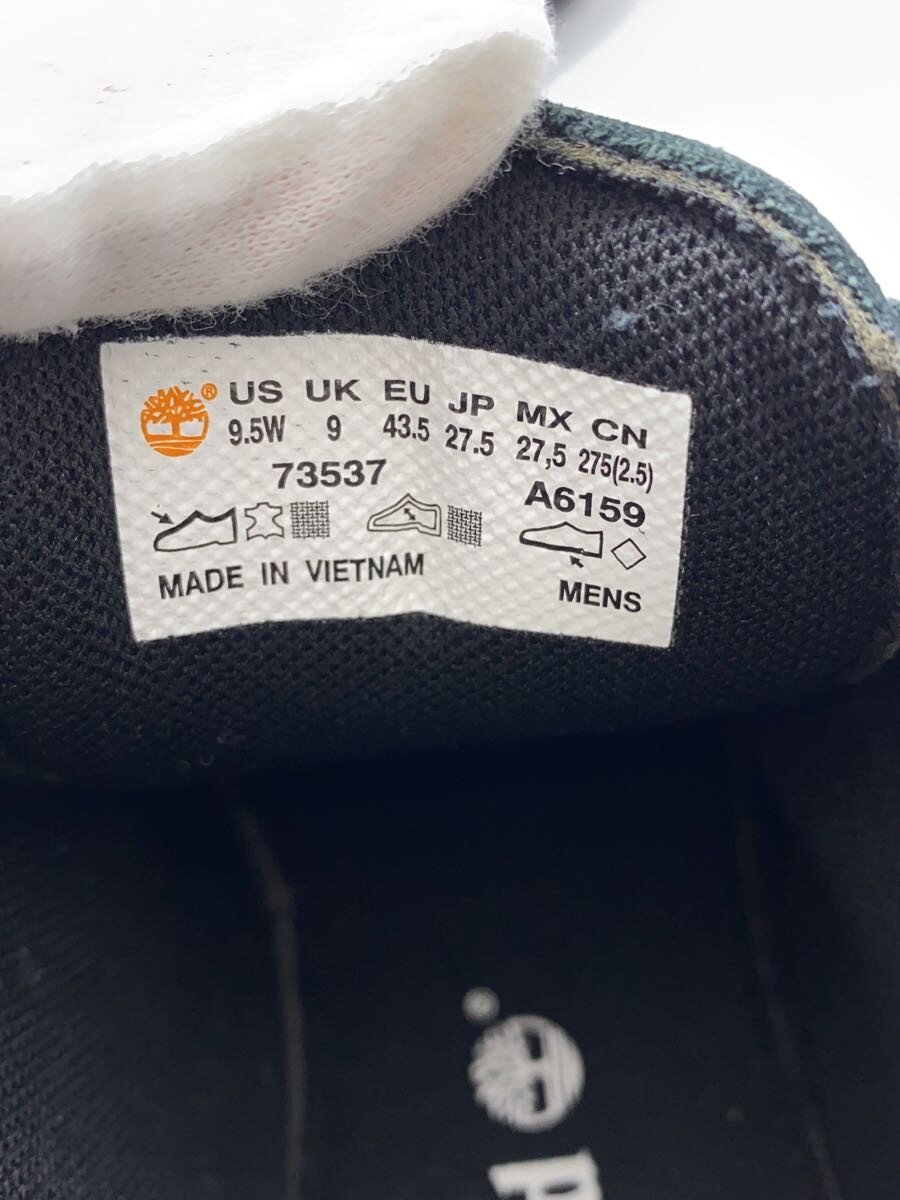 ® US UK EU JP MX CN
9.5W 9 43.5 27.5 27,5 275(2.5)
73537 A6159
MADE IN VIETNAM MENS
®